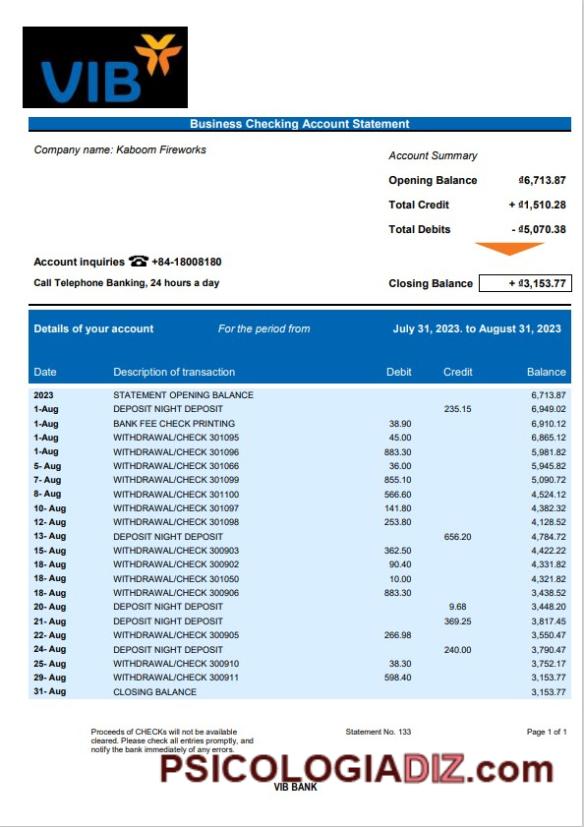 VIB
Business Checking Account Statement
Company name: Kaboom Fireworks
Account Summary
Opening Balance ₫6,713.87
Total Credit + ₫1,510.28
Total Debits - ₫5,070.38
Account inquiries ☎ +84-18008180
Call Telephone Banking, 24 hours a day
Closing Balance + ₫3,153.77
Details of your account For the period from July 31, 2023. to August 31, 2023
Date Description of transaction Debit Credit Balance
2023 STATEMENT OPENING BALANCE 6,713.87
1-Aug DEPOSIT NIGHT DEPOSIT 235.15 6,949.02
1-Aug BANK FEE CHECK PRINTING 38.90 6,910.12
1-Aug WITHDRAWAL/CHECK 301095 45.00 6,865.12
1-Aug WITHDRAWAL/CHECK 301096 883.30 5,981.82
5- Aug WITHDRAWAL/CHECK 301066 36.00 5,945.82
7- Aug WITHDRAWAL/CHECK 301099 855.10 5,090.72
8- Aug WITHDRAWAL/CHECK 301100 566.60 4,524.12
10- Aug WITHDRAWAL/CHECK 301097 141.80 4,382.32
12- Aug WITHDRAWAL/CHECK 301098 253.80 4,128.52
13- Aug DEPOSIT NIGHT DEPOSIT 656.20 4,784.72
15- Aug WITHDRAWAL/CHECK 300903 362.50 4,422.22
18- Aug WITHDRAWAL/CHECK 300902 90.40 4,331.82
18- Aug WITHDRAWAL/CHECK 301050 10.00 4,321.82
18- Aug WITHDRAWAL/CHECK 300906 883.30 3,438.52
20- Aug DEPOSIT NIGHT DEPOSIT 9.68 3,448.20
21- Aug DEPOSIT NIGHT DEPOSIT 369.25 3,817.45
22- Aug WITHDRAWAL/CHECK 300905 266.98 3,550.47
24- Aug DEPOSIT NIGHT DEPOSIT 240.00 3,790.47
25- Aug WITHDRAWAL/CHECK 300910 38.30 3,752.17
29- Aug WITHDRAWAL/CHECK 300911 598.40 3,153.77
31- Aug CLOSING BALANCE 3,153.77
Proceeds of CHECKs will not be available
cleared. Please check all entries promptly, and
notify the bank immediately of any errors.
Statement No. 133
Page 1 of 1
PSICOLOGIADIZ.com
VIB BANK